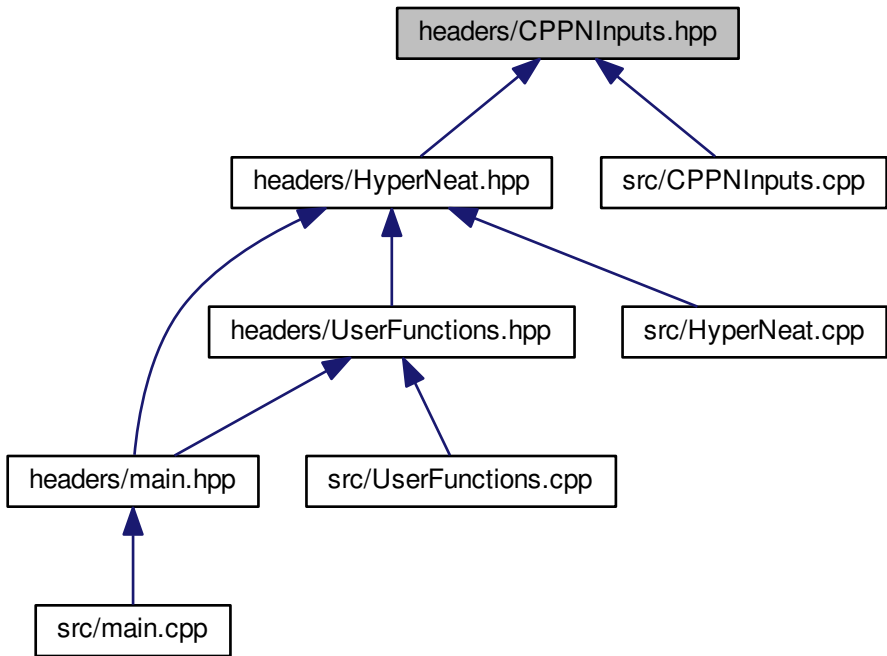 headers/CPPNInputs.hpp
headers/HyperNeat.hpp
src/CPPNInputs.cpp
headers/UserFunctions.hpp
src/HyperNeat.cpp
headers/main.hpp
src/UserFunctions.cpp
src/main.cpp